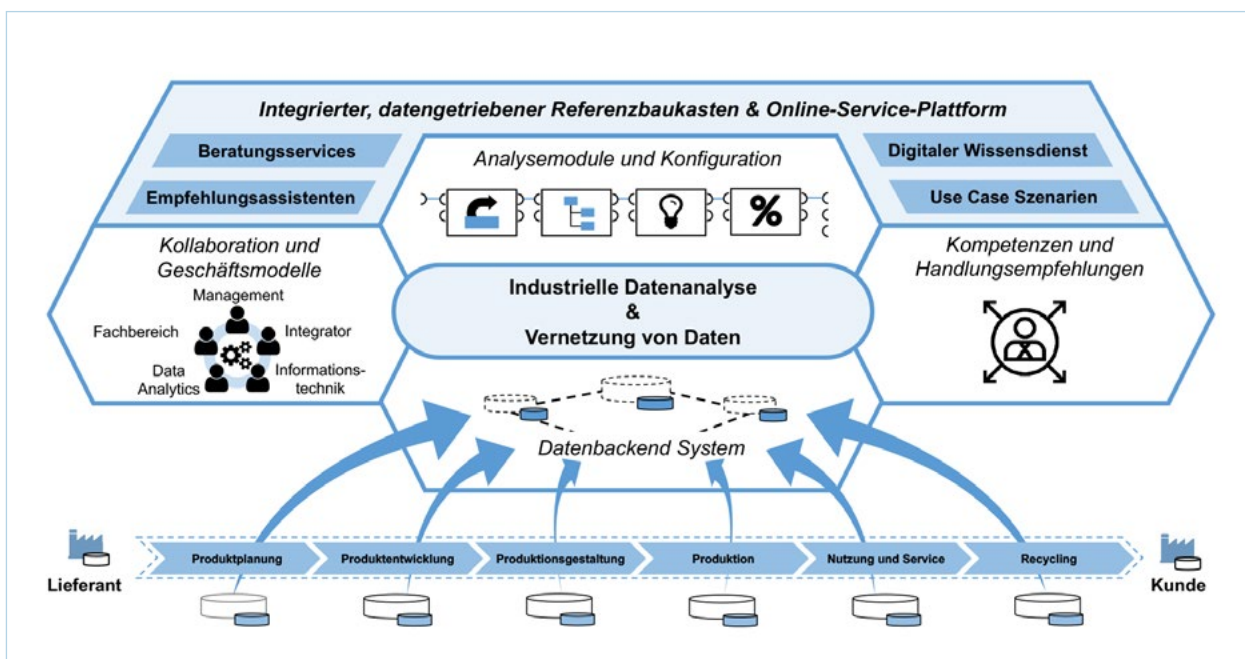 Integrierter, datengetriebener Referenzbaukasten & Online-Service-Plattform
Beratungsservices
Empfehlungsassistenten
Analysemodule und Konfiguration
%
Digitaler Wissensdienst
Use Case Szenarien
Kollaboration und
Geschäftsmodelle
Management
Fachbereich
Integrator
Data
Analytics
Informations-
technik
Industrielle Datenanalyse
&
Vernetzung von Daten
Kompetenzen und
Handlungsempfehlungen
Datenbackend System
Lieferant
Produktplanung
Produktentwicklung
Produktionsgestaltung
Produktion
Nutzung und Service
Recycling
Kunde